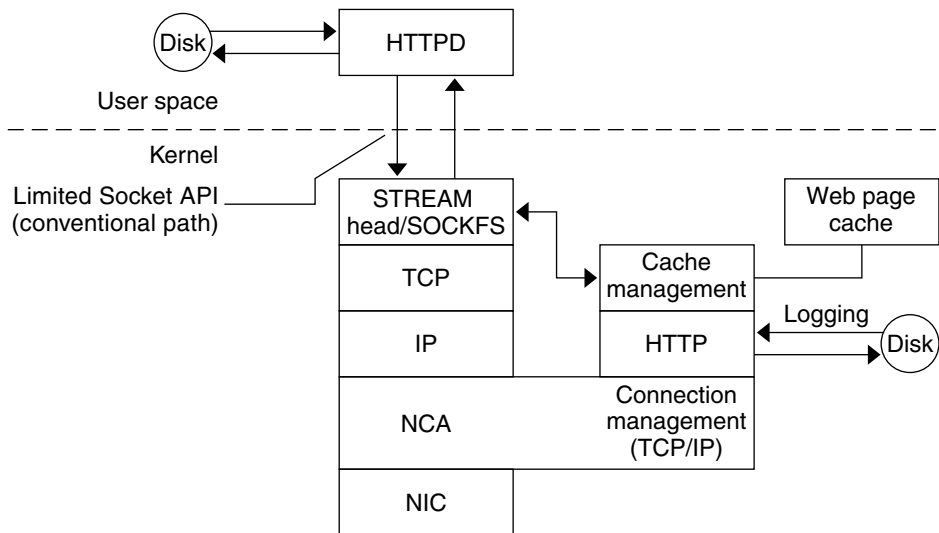 Disk
HTTPD
User space
Kernel
Limited Socket API
(conventional path)
STREAM
head/SOCKFS
Web page
cache
TCP
Cache
management
IP
HTTP
Logging
Disk
NCA
Connection
management
(TCP/IP)
NIC